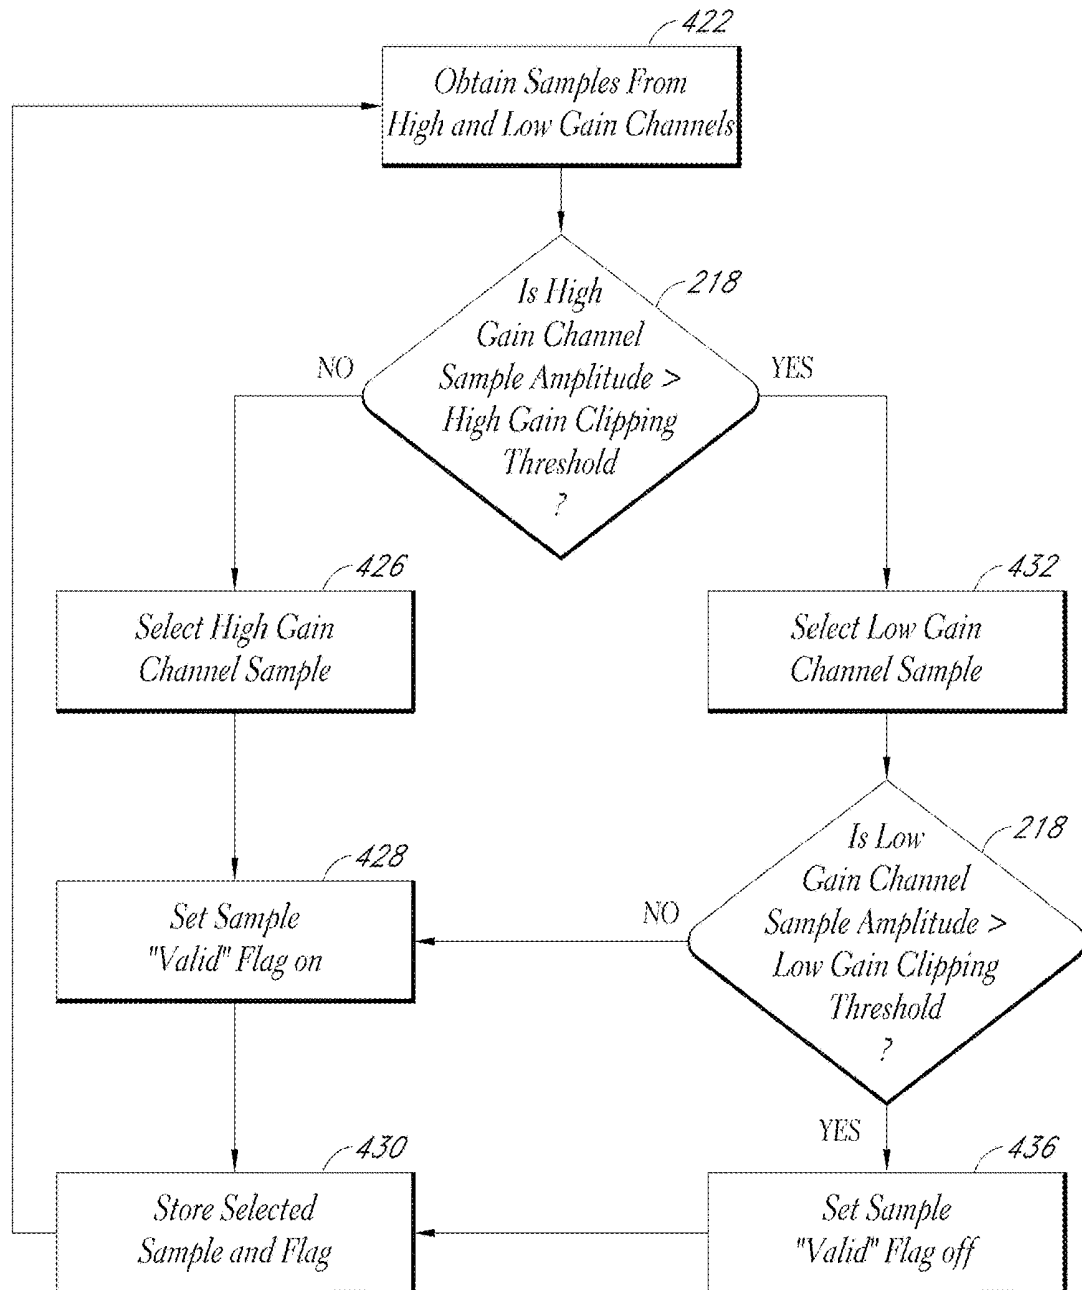 422
Obtain Samples From
High and Low Gain Channels
218
Is High
Gain Channel
Sample Amplitude >
High Gain Clipping
Threshold
?
NO
YES
426
Select High Gain
Channel Sample
432
Select Low Gain
Channel Sample
218
Is Low
Gain Channel
Sample Amplitude >
Low Gain Clipping
Threshold
?
NO
YES
428
Set Sample
"Valid" Flag on
430
Store Selected
Sample and Flag
436
Set Sample
"Valid" Flag off